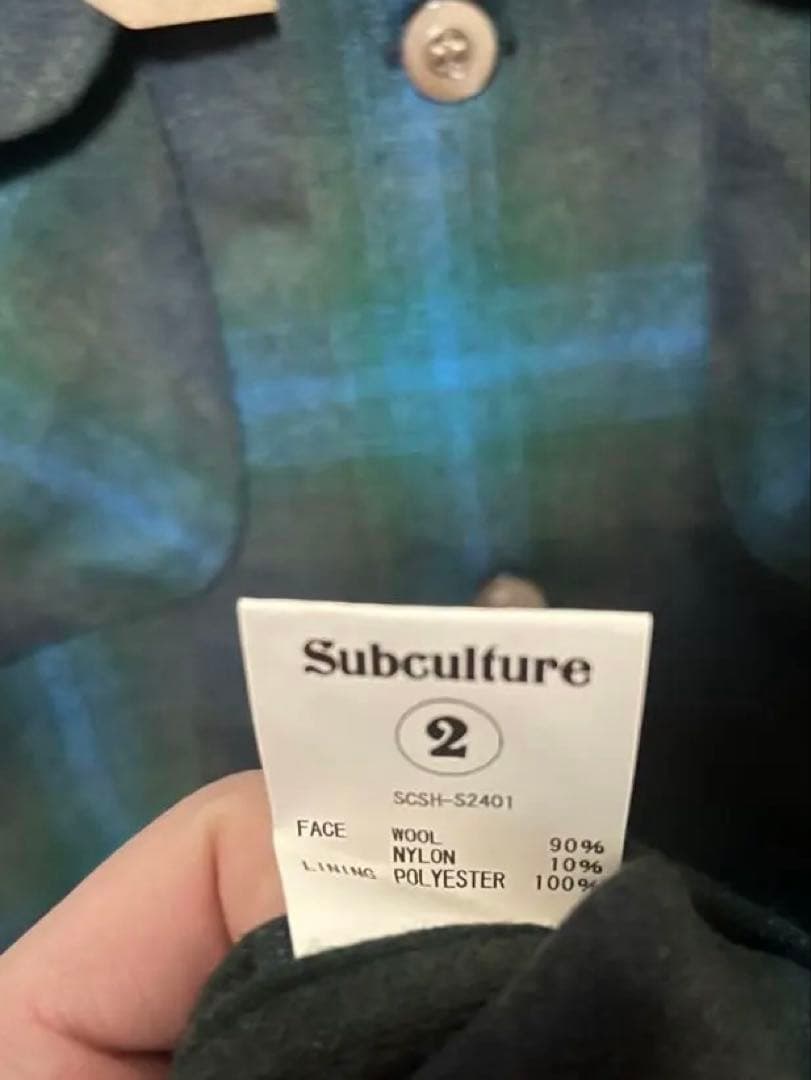 Subculture
2
SCSH-S2401
FACE WOOL 90%
NYLON 10%
LINING POLYESTER 100%